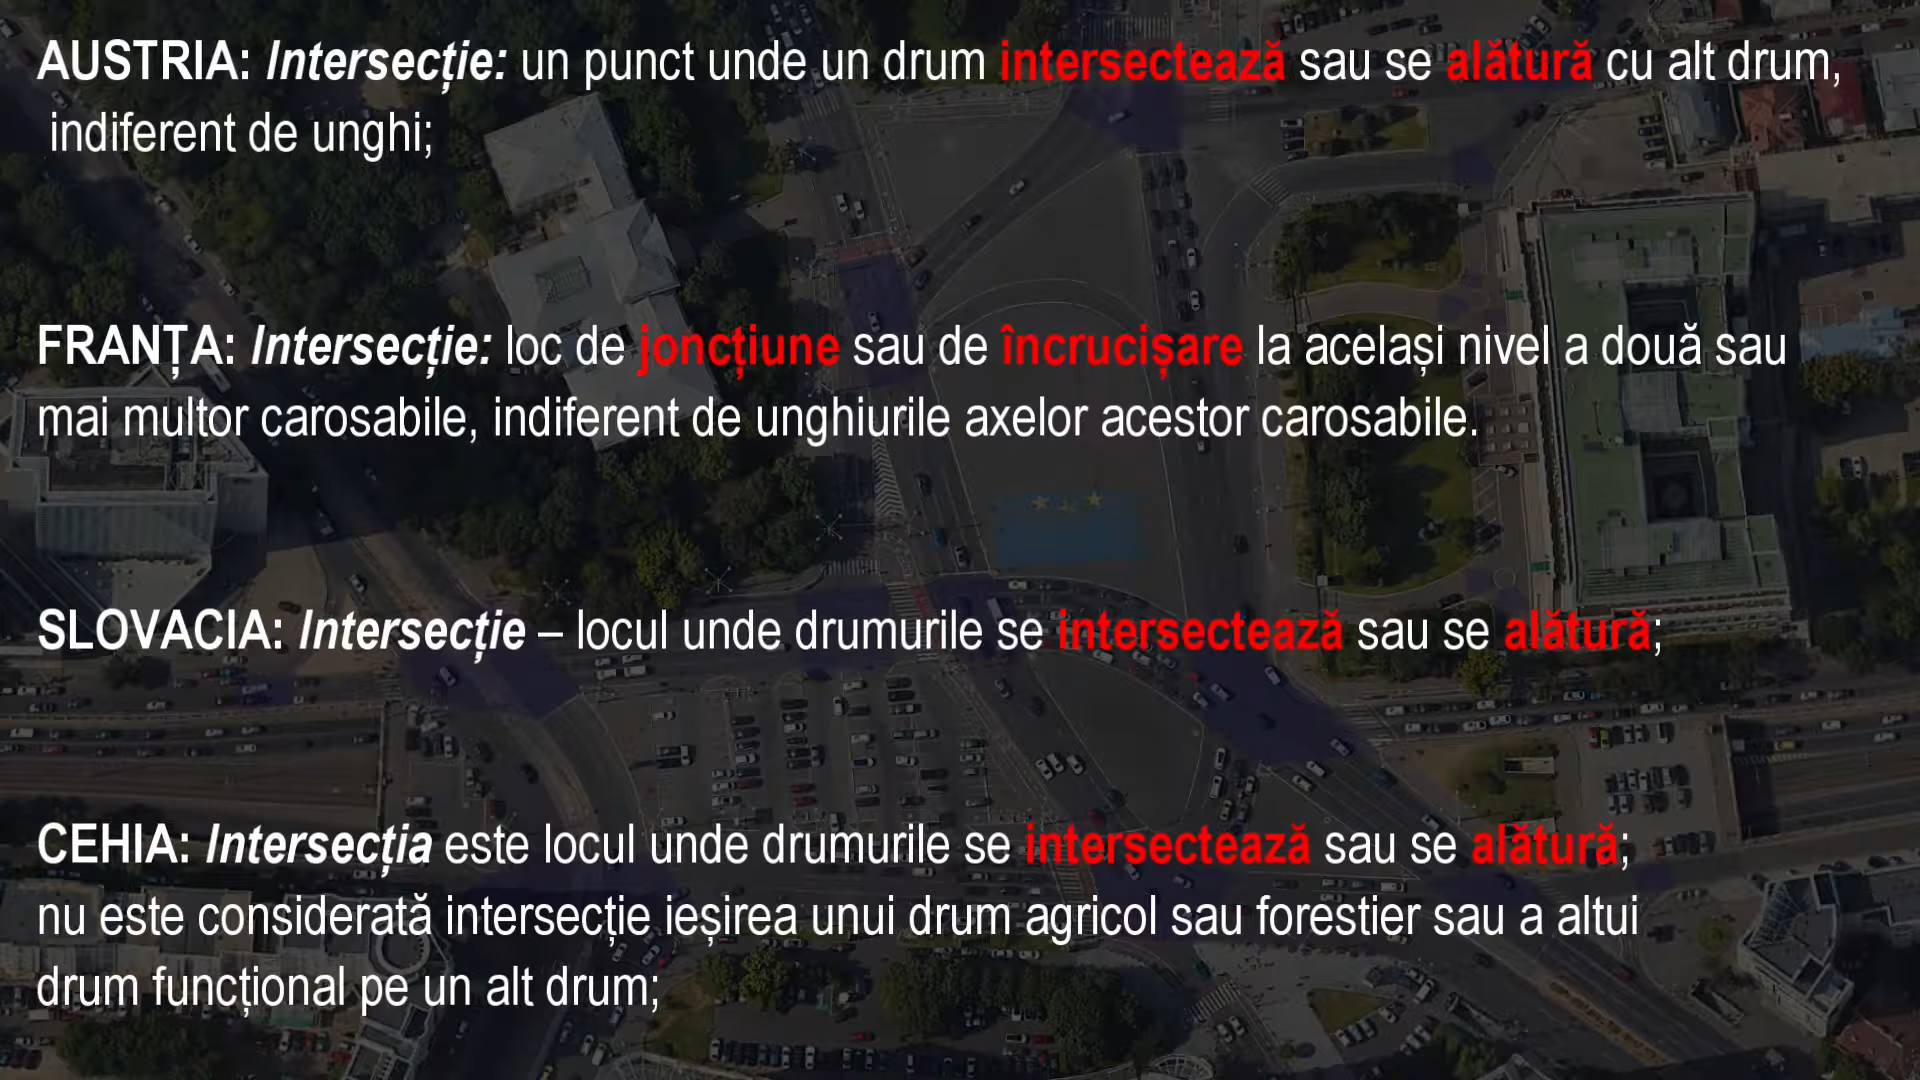 AUSTRIA: Intersecție: un punct unde un drum intersectează sau se alătură cu alt drum,
indiferent de unghi;
FRANȚA: Intersecție: loc de joncțiune sau de încrucișare la același nivel a două sau
mai multor carosabile, indiferent de unghiurile axelor acestor carosabile.
SLOVACIA: Intersecție – locul unde drumurile se intersectează sau se alătură;
CEHIA: Intersecția este locul unde drumurile se intersectează sau se alătură;
nu este considerată intersecție ieșirea unui drum agricol sau forestier sau a altui
drum funcțional pe un alt drum;